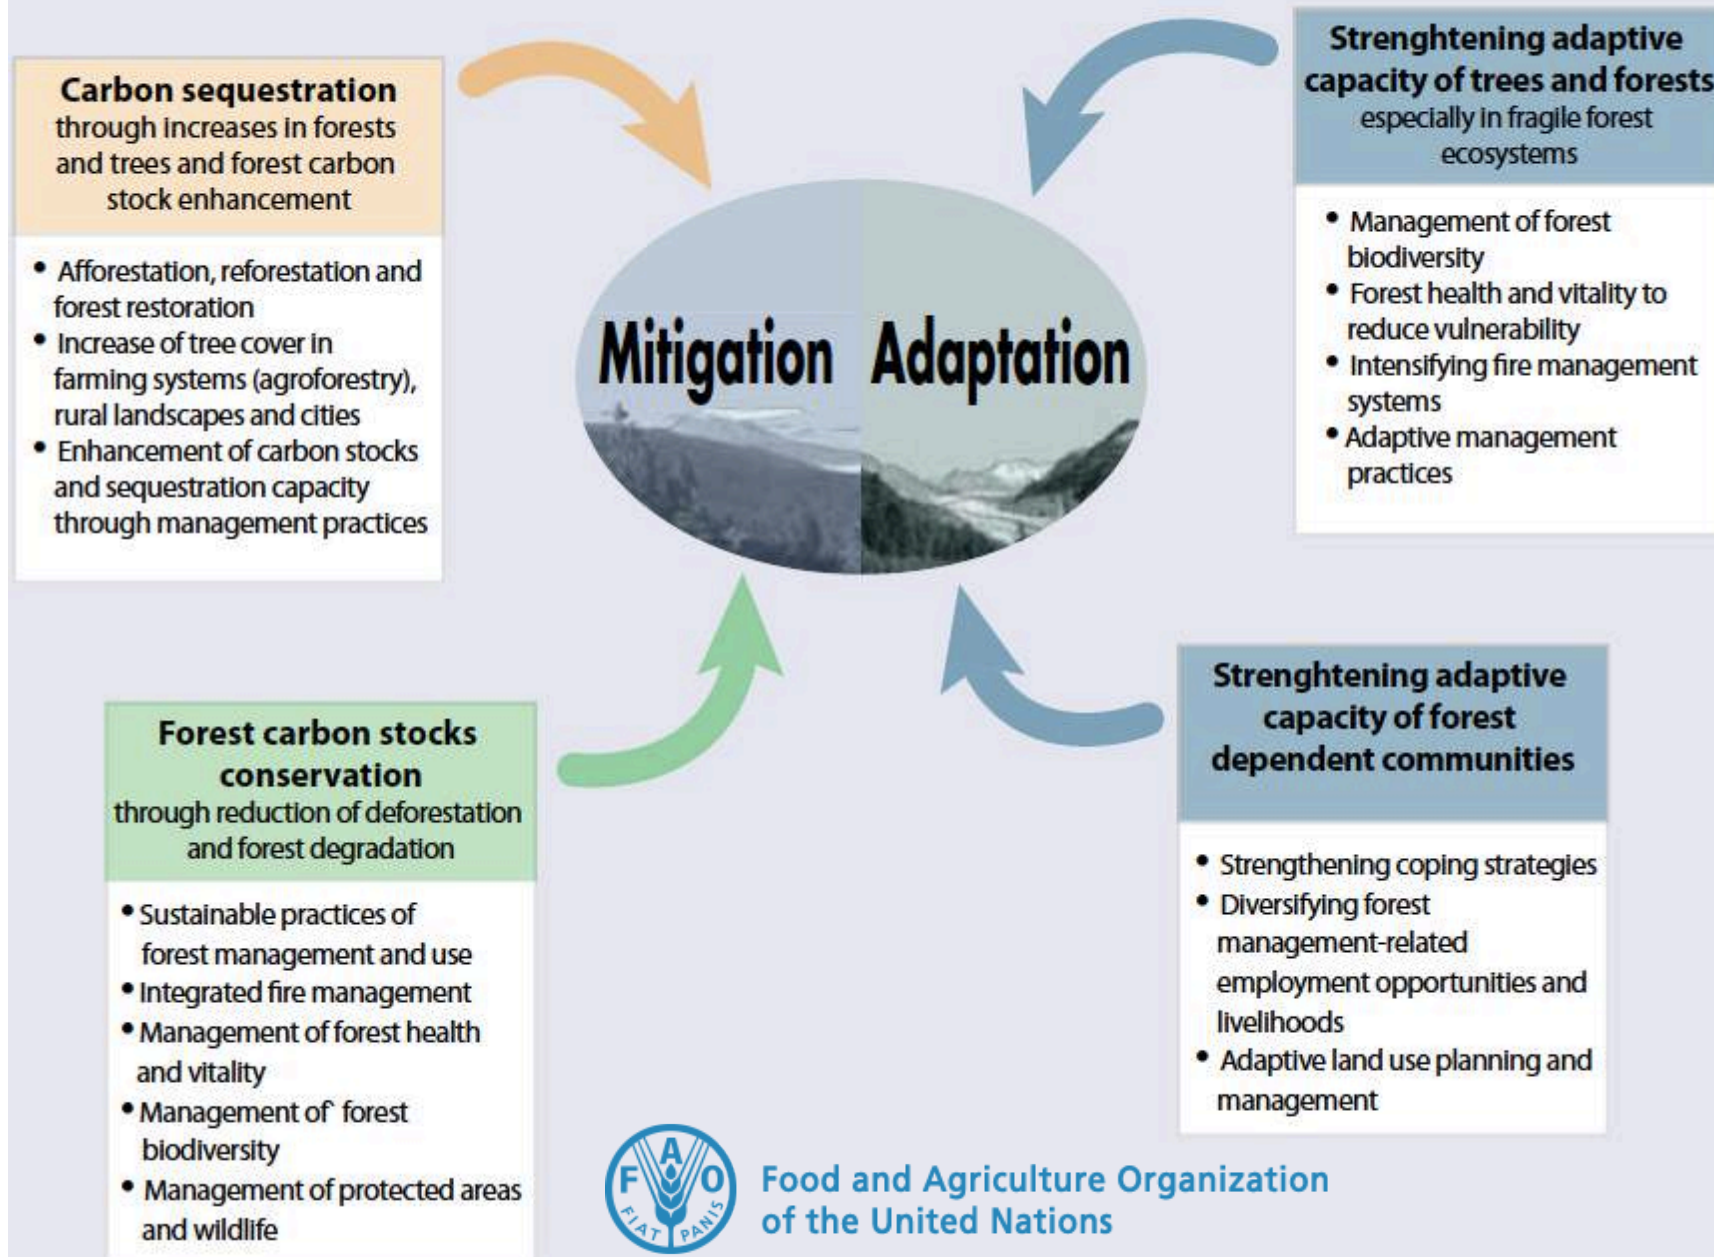 Carbon sequestration
through increases in forests
and trees and forest carbon
stock enhancement
• Afforestation, reforestation and
forest restoration
• Increase of tree cover in
farming systems (agroforestry),
rural landscapes and cities
• Enhancement of carbon stocks
and sequestration capacity
through management practices
Strenghtening adaptive
capacity of trees and forests
especially in fragile forest
ecosystems
• Management of forest
biodiversity
• Forest health and vitality to
reduce vulnerability
• Intensifying fire management
systems
• Adaptive management
practices
Mitigation Adaptation
Forest carbon stocks
conservation
through reduction of deforestation
and forest degradation
• Sustainable practices of
forest management and use
• Integrated fire management
• Management of forest health
and vitality
• Management of` forest
biodiversity
• Management of protected areas
and wildlife
Strenghtening adaptive
capacity of forest
dependent communities
• Strengthening coping strategies
• Diversifying forest
management-related
employment opportunities and
livelihoods
• Adaptive land use planning and
management
F A O
FIAT PANIS
Food and Agriculture Organization
of the United Nations